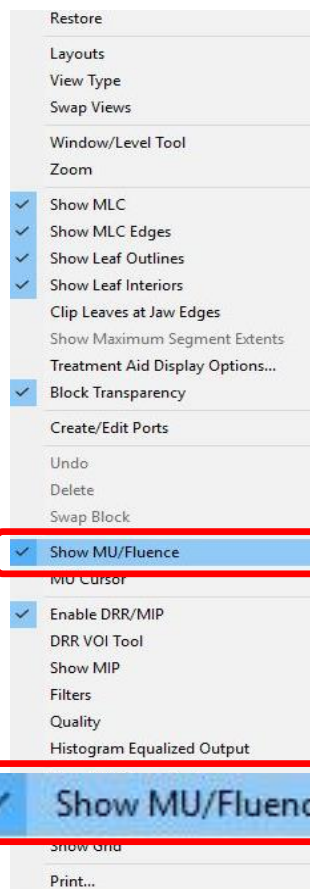 Restore
Layouts
View Type
Swap Views
Window/Level Tool
Zoom
Show MLC
Show MLC Edges
Show Leaf Outlines
Show Leaf Interiors
Clip Leaves at Jaw Edges
Show Maximum Segment Extents
Treatment Aid Display Options...
Block Transparency
Create/Edit Ports
Undo
Delete
Swap Block
Show MU/Fluence
MU Cursor
Enable DRR/MIP
DRR VOI Tool
Show MIP
Filters
Quality
Histogram Equalized Output
Show MU/Fluenc
Show Grid
Print...